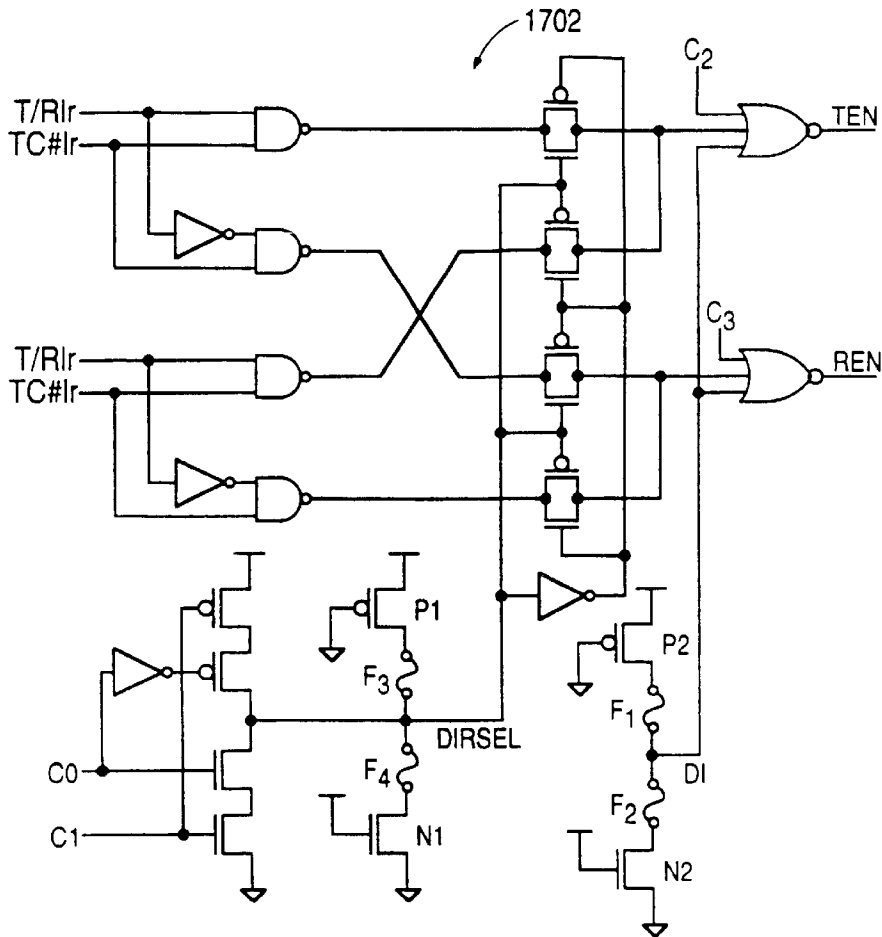 1702
C2
T/RIr
TC#Ir
TEN
C3
T/RIr
TC#Ir
REN
P1
P2
F3
F1
DIRSEL
DI
C0
F4
F2
C1
N1
N2